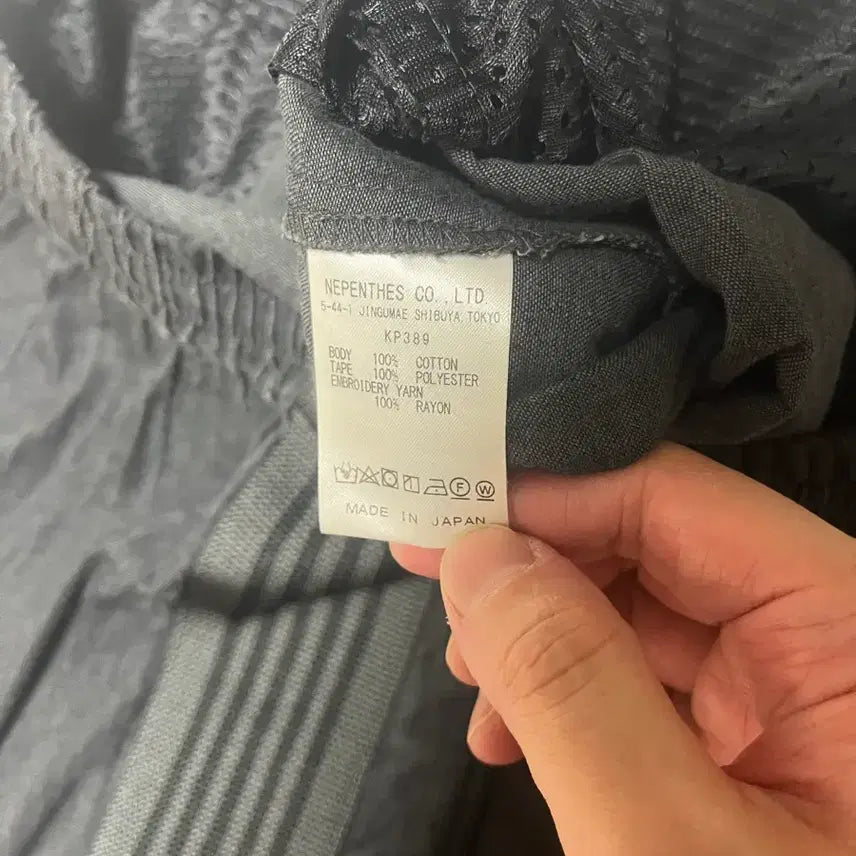 NEPENTHES CO.,LTD.
5-44-1 JINGUMAE SHIBUYA TOKYO
KP389
BODY 100% COTTON
TAPE 100% POLYESTER
EMBROIDERY YARN
100% RAYON
F W
MADE IN JAPAN